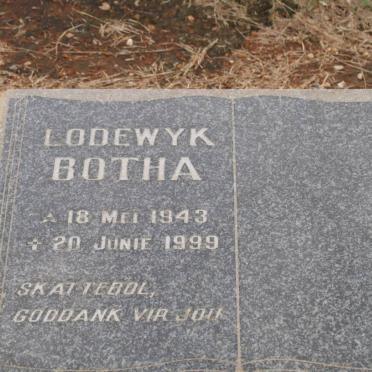 LODEWYK
BOTHA
* 18 MEI 1943
+ 20 JUNIE 1999
SKATTEBOL,
GODDANK VIR JOU